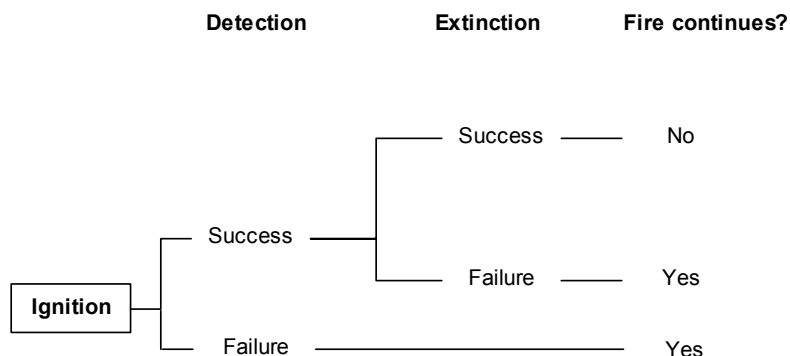 Detection Extinction Fire continues?
Success No
Success
Failure Yes
Ignition
Failure Yes